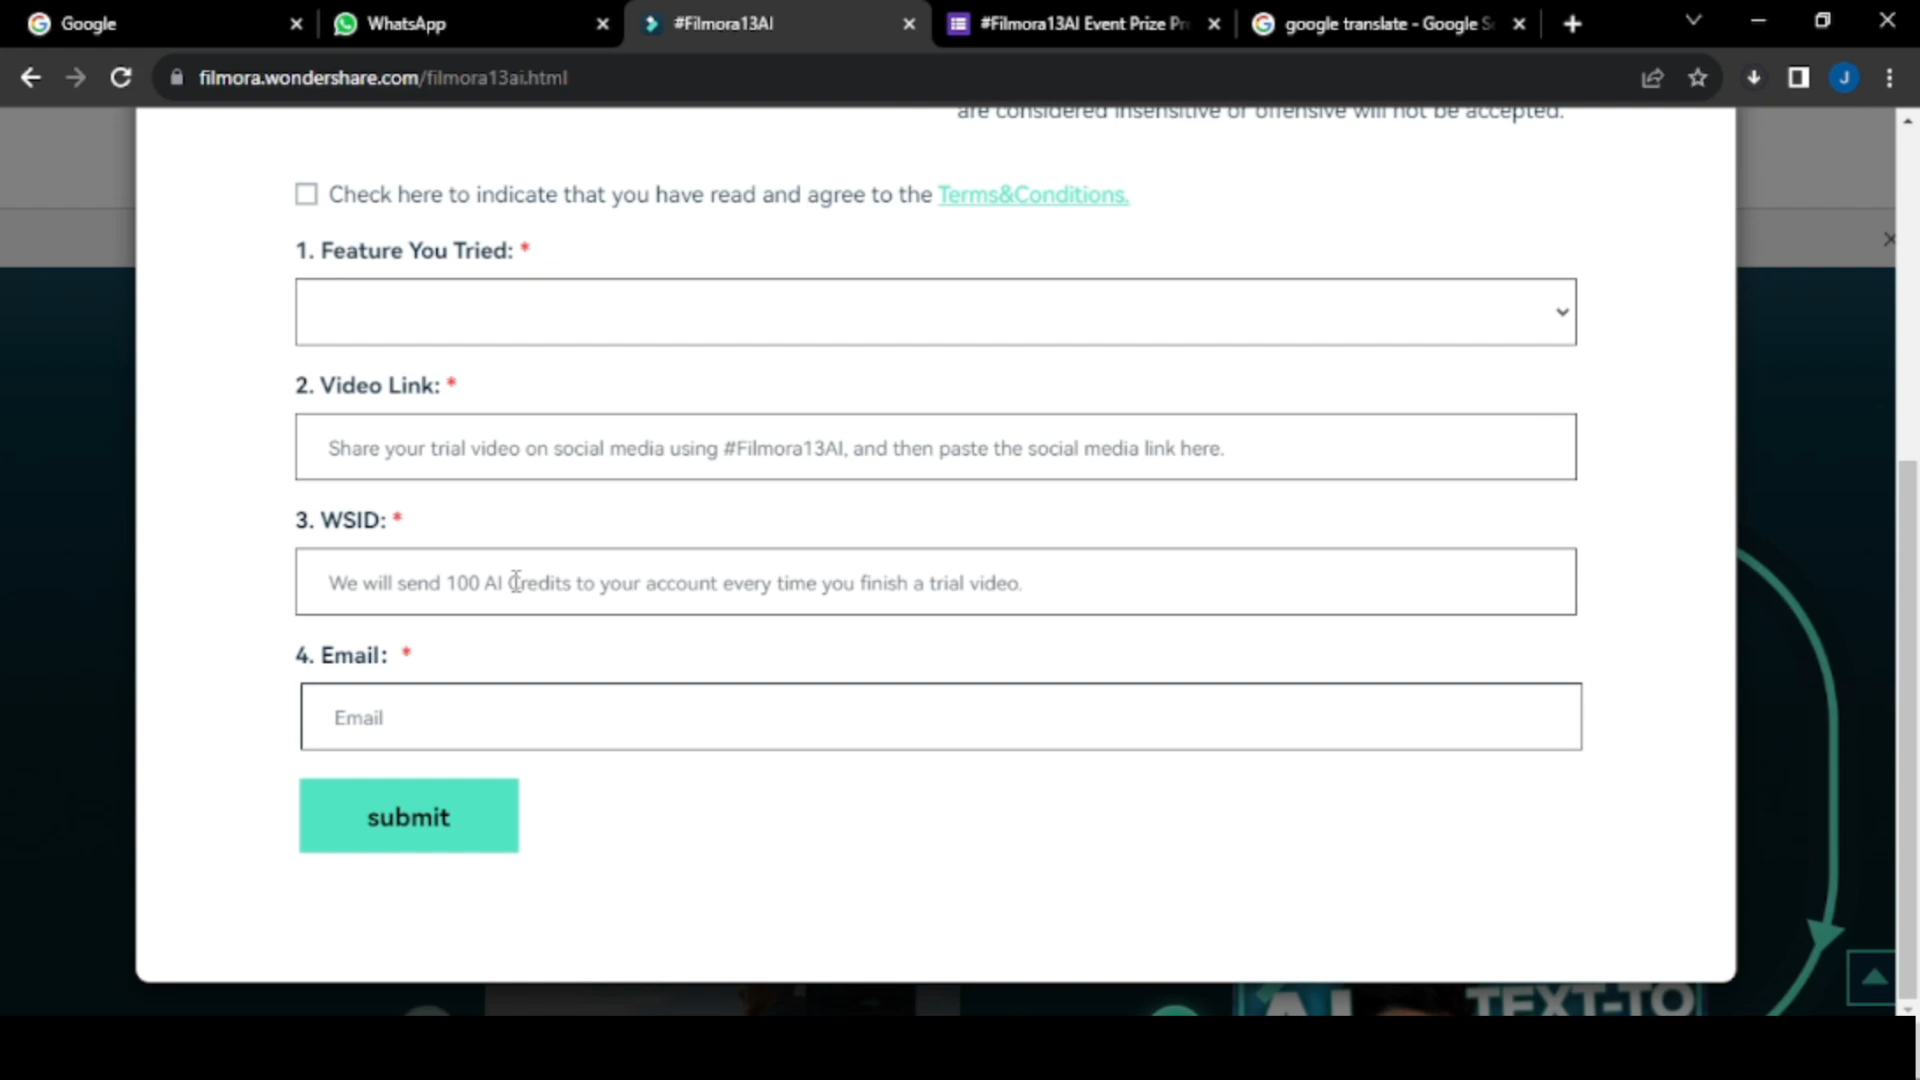 Google
WhatsApp
#Filmora13AI
#Filmora13AI Event Prize Pr
google translate - Google S
filmora.wondershare.com/filmora13ai.html
J
are considered insensitive or offensive will not be accepted.
Check here to indicate that you have read and agree to the Terms&Conditions.
1. Feature You Tried: *
2. Video Link: *
Share your trial video on social media using #Filmora13AI, and then paste the social media link here.
3. WSID: *
We will send 100 AI Credits to your account every time you finish a trial video.
4. Email: *
Email
submit
AI
TEXT-TO